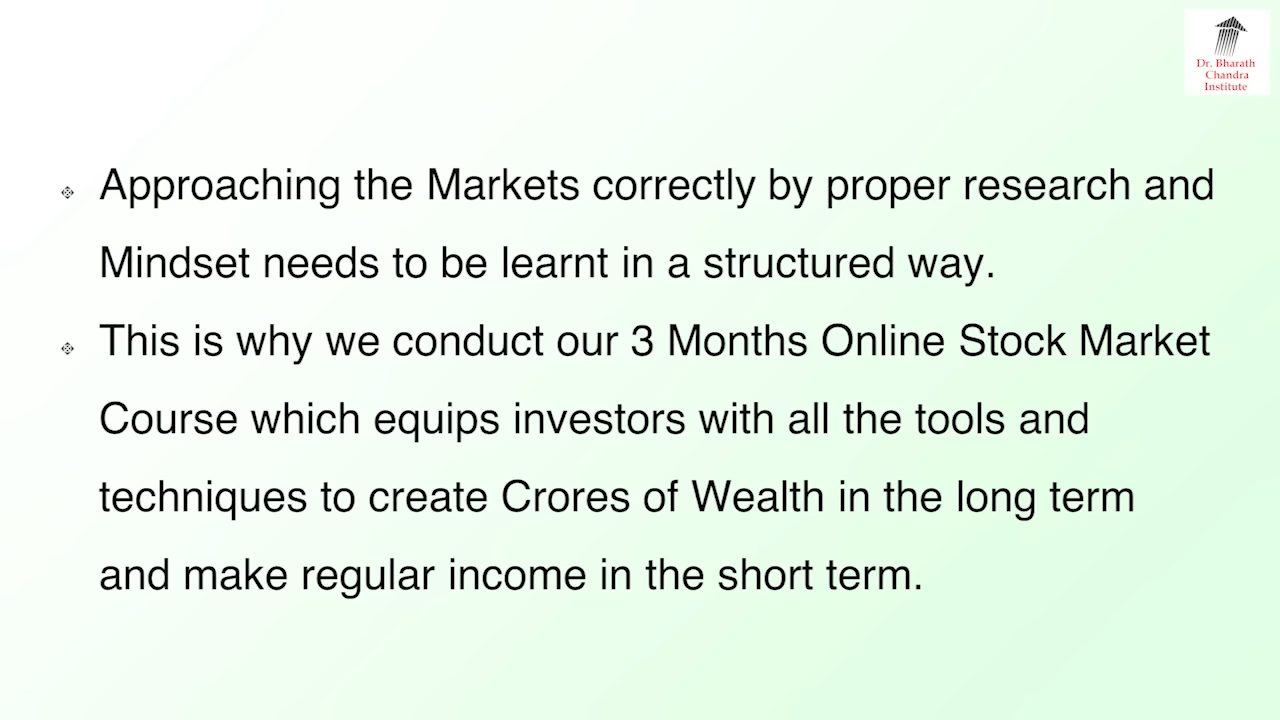 Dr. Bharath
Chandra
Institute
Approaching the Markets correctly by proper research and
Mindset needs to be learnt in a structured way.
This is why we conduct our 3 Months Online Stock Market
Course which equips investors with all the tools and
techniques to create Crores of Wealth in the long term
and make regular income in the short term.